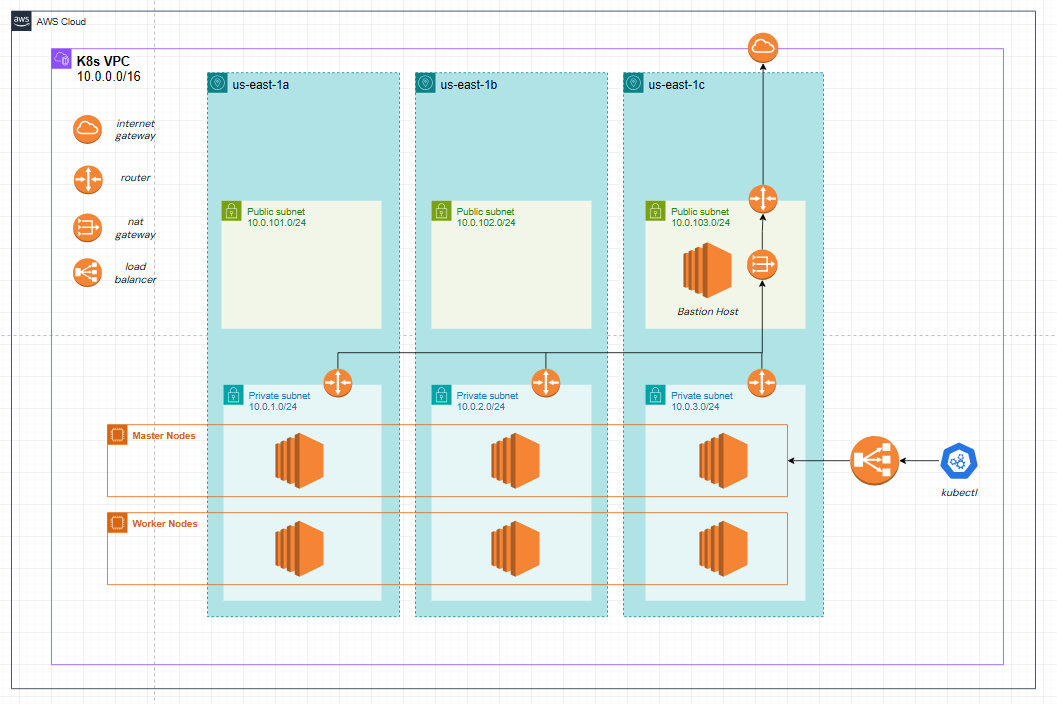 aws
AWS Cloud
K8s VPC
10.0.0.0/16
internet
gateway
router
nat
gateway
load
balancer
us-east-1a
us-east-1b
us-east-1c
Public subnet
10.0.101.0/24
Public subnet
10.0.102.0/24
Public subnet
10.0.103.0/24
Bastion Host
Private subnet
10.0.1.0/24
Private subnet
10.0.2.0/24
Private subnet
10.0.3.0/24
Master Nodes
kubectl
Worker Nodes